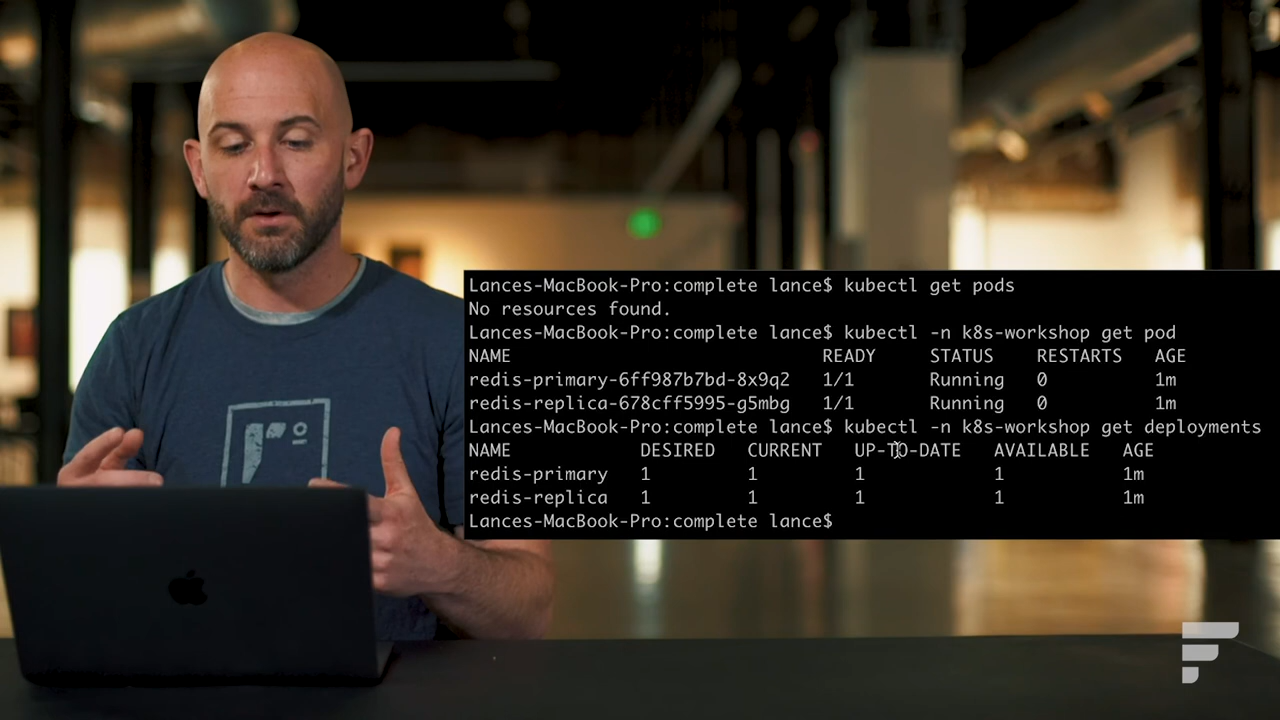 Lances-MacBook-Pro:complete lance$ kubectl get pods
No resources found.
Lances-MacBook-Pro:complete lance$ kubectl -n k8s-workshop get pod
NAME READY STATUS RESTARTS AGE
redis-primary-6ff987b7bd-8x9q2 1/1 Running 0 1m
redis-replica-678cff5995-g5mbg 1/1 Running 0 1m
Lances-MacBook-Pro:complete lance$ kubectl -n k8s-workshop get deployments
NAME DESIRED CURRENT UP-TO-DATE AVAILABLE AGE
redis-primary 1 1 1 1 1m
redis-replica 1 1 1 1 1m
Lances-MacBook-Pro:complete lance$